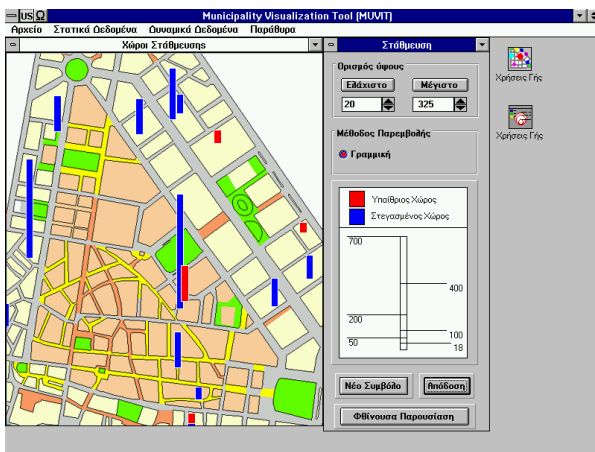 US Ω Municipality Visualization Tool (MUVIT)
Αρχείο Στατικά Δεδομένα Δυναμικά Δεδομένα Παράθυρα
Χώροι Στάθμευσηs
Στάθμευση
Ορισμός ύψους
Ελάχιστο Μέγιστο
20 325
Μέθοδος Παρεμβολής
Γραμμική
Υπαίθριος Χώρος
Στεγασμένος Χώρος
700
400
200
100
50
18
Νέο Συμβόλο Απόδοση
Φθίνουσα Παρουσίαση
Χρήσεις Γής
Χρήσεις Γής